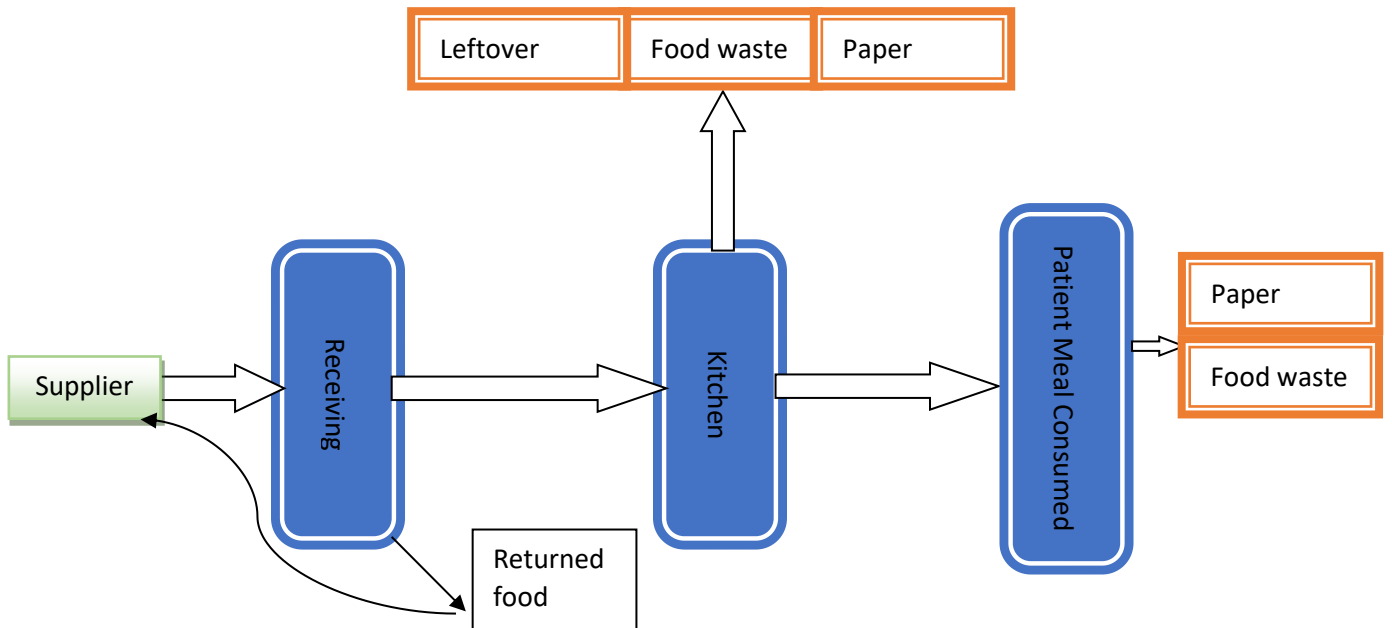 Leftover
Food waste
Paper
Supplier
Receiving
Kitchen
Patient Meal Consumed
Paper
Food waste
Returned
food